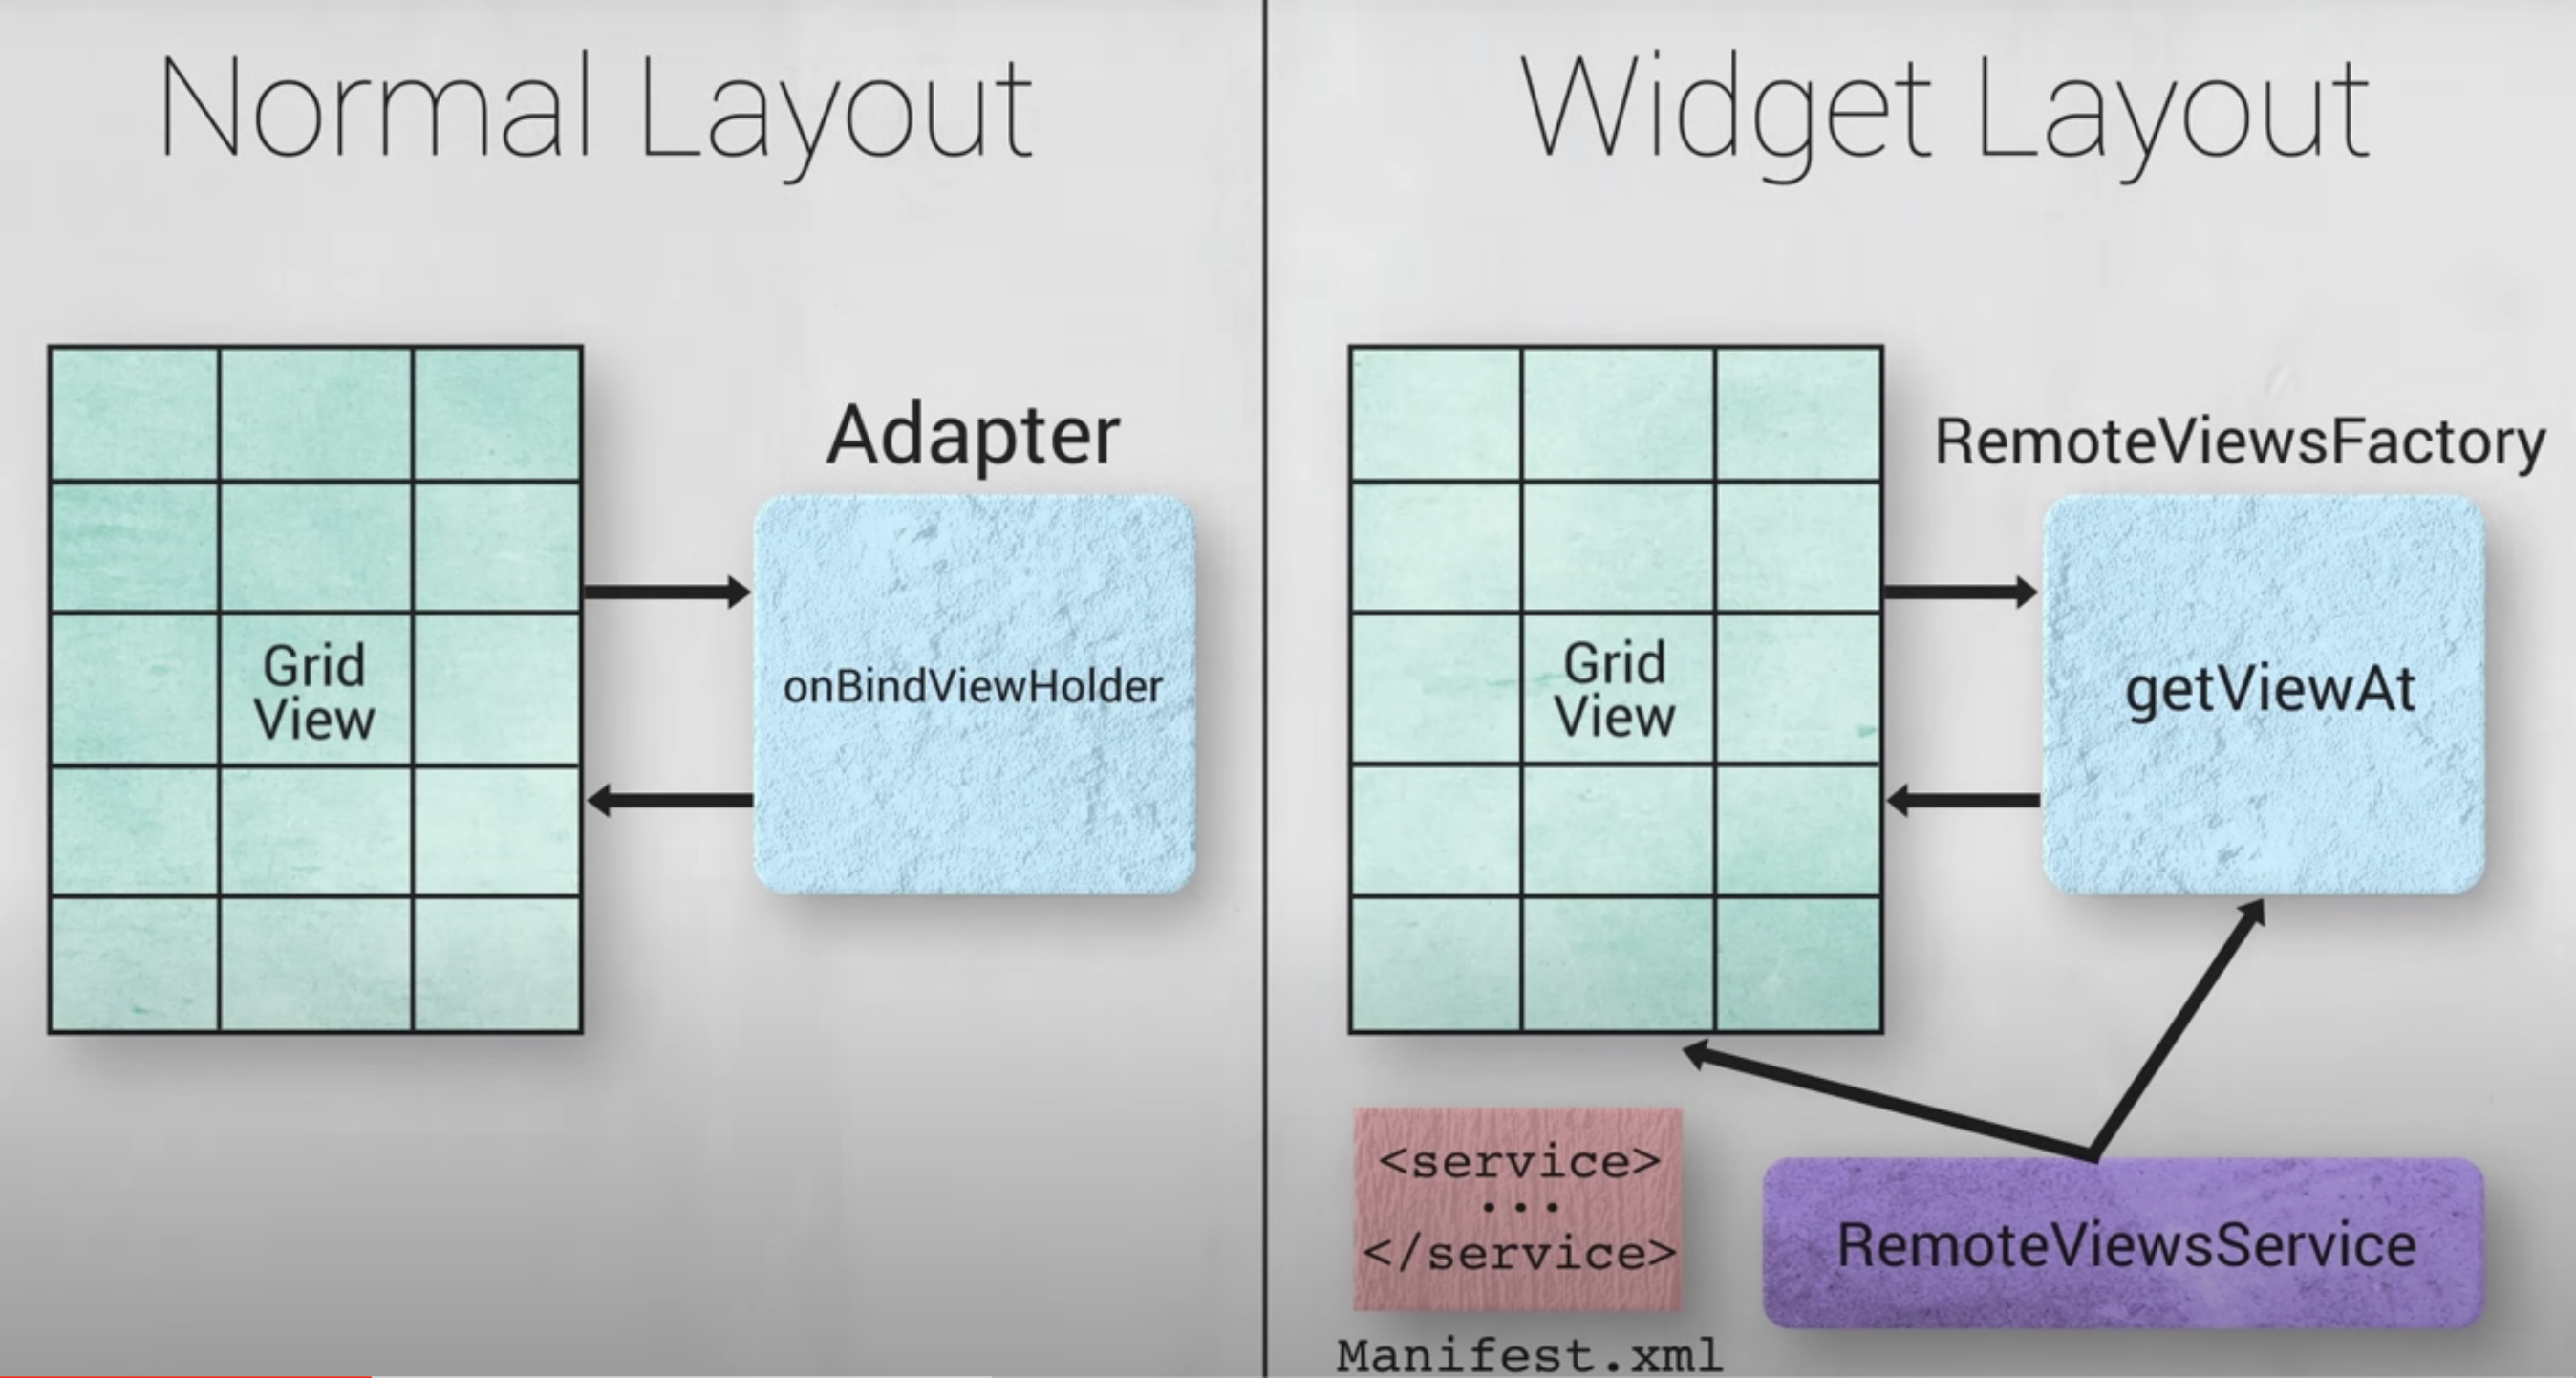 Normal Layout
Grid
View
Adapter
onBindViewHolder
Widget Layout
Grid
View
RemoteViewsFactory
getViewAt
<service>
...
</service>
Manifest.xml
RemoteViewsService